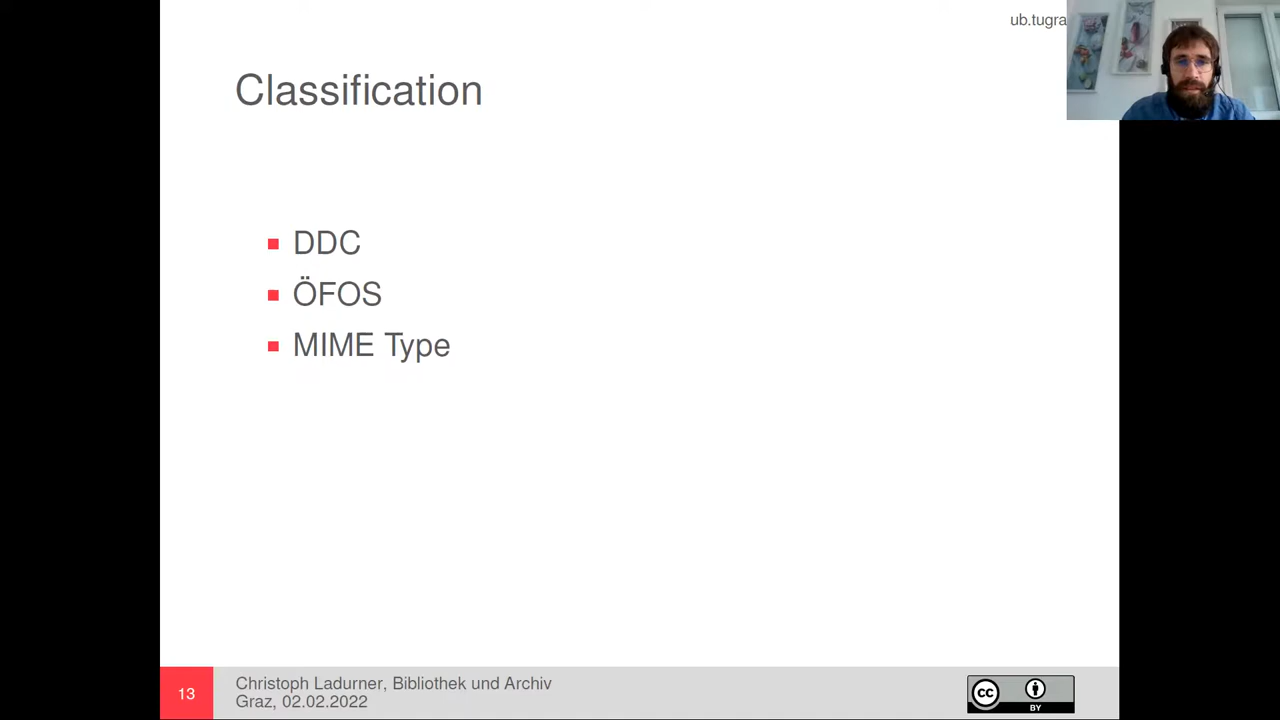 ub.tugra
Classification
DDC
ÖFOS
MIME Type
13
Christoph Ladurner, Bibliothek und Archiv
Graz, 02.02.2022
cc
BY